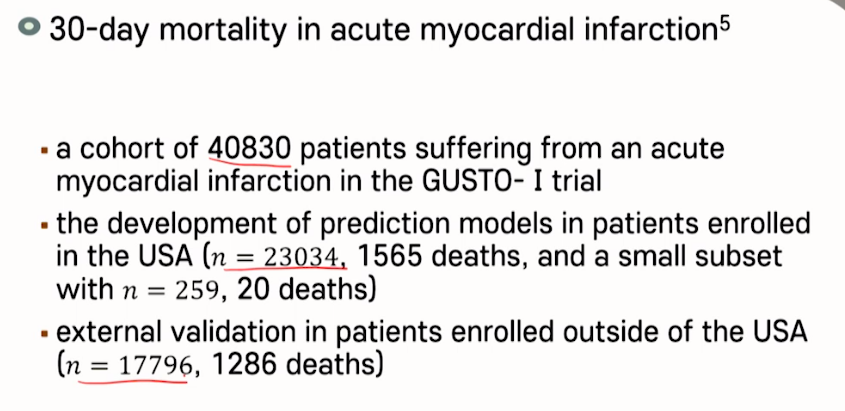 30-day mortality in acute myocardial infarction⁵
▪ a cohort of 40830 patients suffering from an acute
myocardial infarction in the GUSTO- I trial
▪ the development of prediction models in patients enrolled
in the USA (n = 23034, 1565 deaths, and a small subset
with n = 259, 20 deaths)
▪ external validation in patients enrolled outside of the USA
(n = 17796, 1286 deaths)